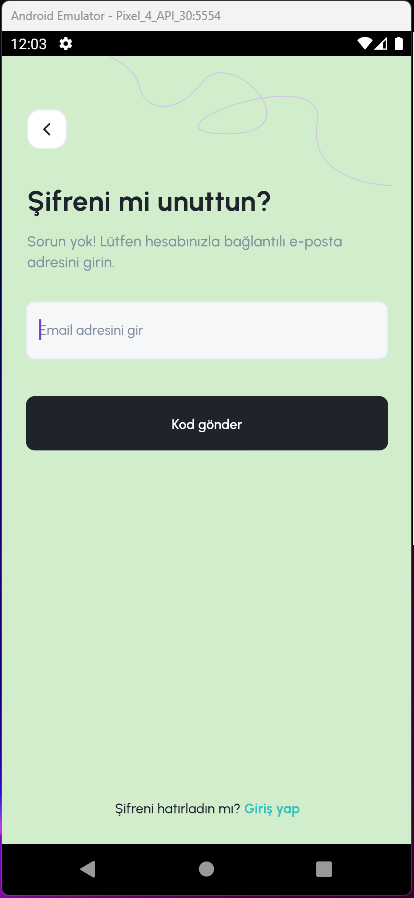 Android Emulator - Pixel_4_API_30:5554
12:03
Şifreni mi unuttun?
Sorun yok! Lütfen hesabınızla bağlantılı e-posta
adresini girin.
Email adresini gir
Kod gönder
Şifreni hatırladın mı? Giriş yap